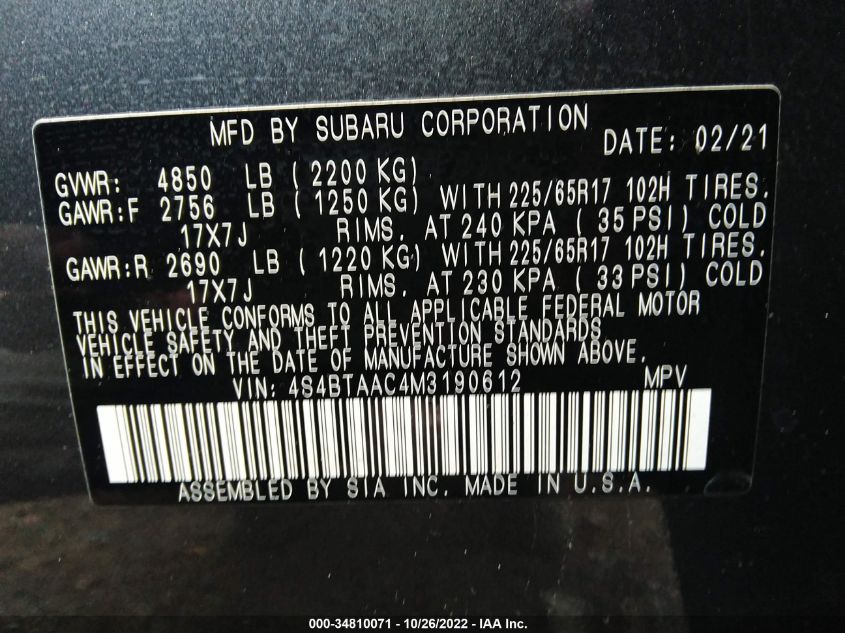 MFD BY SUBARU CORPORATION DATE: 02/21
GVWR: 4850 LB (2200 KG)
GAWR:F 2756 LB (1250 KG) WITH 225/65R17 102H TIRES.
17X7J RIMS. AT 240 KPA (35 PSI) COLD
GAWR:R 2690 LB (1220 KG) WITH 225/65R17 102H TIRES.
17X7J RIMS. AT 230 KPA (33 PSI) COLD
THIS VEHICLE CONFORMS TO ALL APPLICABLE FEDERAL MOTOR
VEHICLE SAFETY AND THEFT PREVENTION STANDARDS
IN EFFECT ON THE DATE OF MANUFACTURE SHOWN ABOVE.
VIN: 4S4BTAAC4M3190612 MPV
ASSEMBLED BY SIA INC. MADE IN U.S.A.
000-34810071 - 10/26/2022 - IAA Inc.